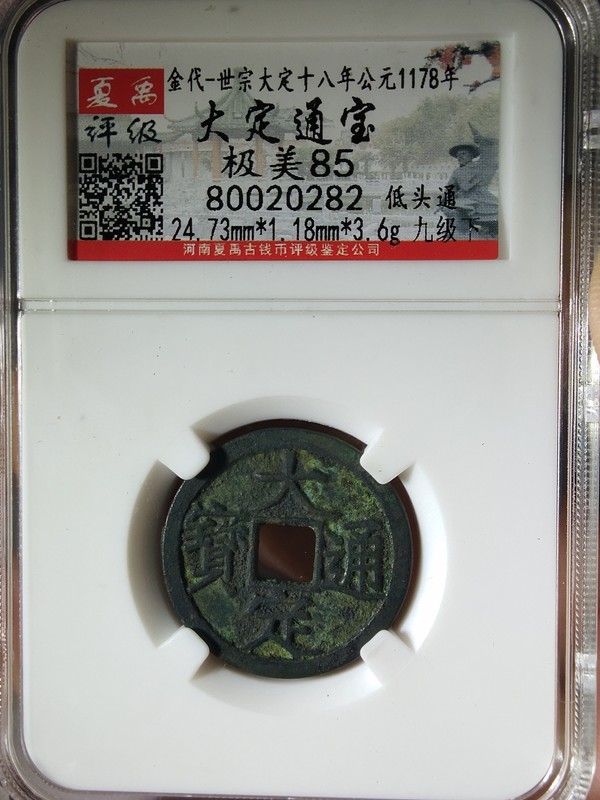 夏禹
评级
金代-世宗大定十八年公元1178年
大定通宝
极美85
80020282 低头通
24.73mm*1.18mm*3.6g 九级下
河南夏禹古钱币评级鉴定公司
大
寶 通
定